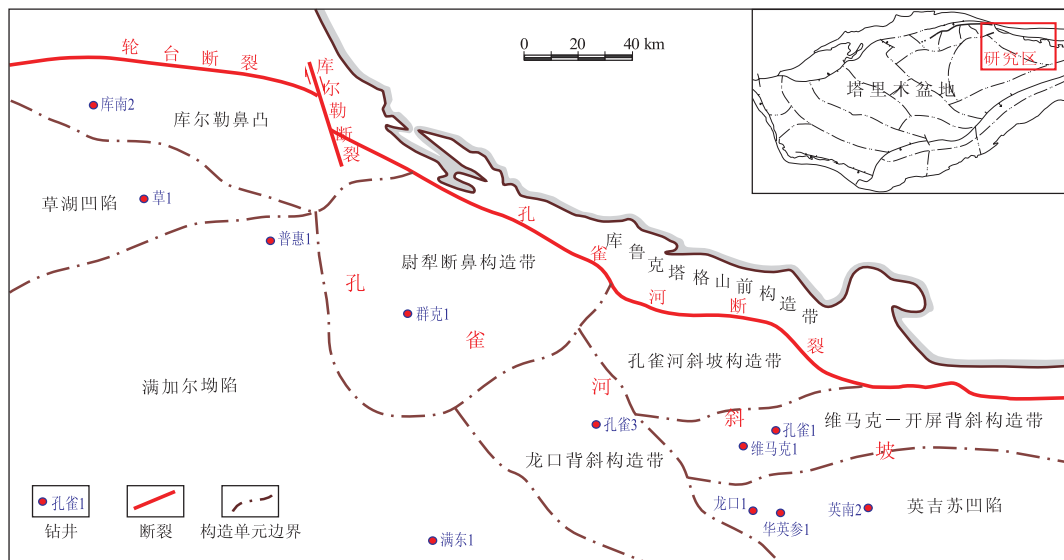 轮台断裂
库尔勒断裂
0 20 40 km
研究区
塔里木盆地
库南2
库尔勒鼻凸
草湖凹陷
草1
普惠1
尉犁断鼻构造带
孔雀河断裂
库鲁克塔格山前构造带
孔雀河斜坡
群克1
满加尔坳陷
孔雀河斜坡构造带
孔雀3
龙口背斜构造带
孔雀1
维马克1
维马克－开屏背斜构造带
龙口1
华英参1
英南2
英吉苏凹陷
满东1
孔雀1
钻井
断裂
构造单元边界